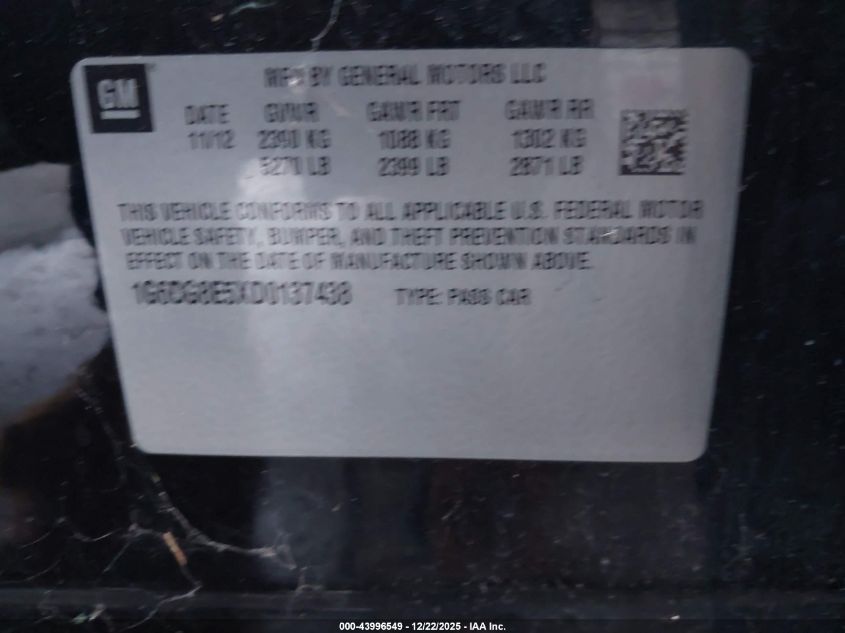 GM
MFD BY GENERAL MOTORS LLC
DATE GVWR GAWR FRT GAWR RR
11/12 2390 KG 1088 KG 1302 KG
5270 LB 2399 LB 2871 LB
THIS VEHICLE CONFORMS TO ALL APPLICABLE U.S. FEDERAL MOTOR
VEHICLE SAFETY, BUMPER, AND THEFT PREVENTION STANDARDS IN
EFFECT ON THE DATE OF MANUFACTURE SHOWN ABOVE.
1G6DG8E5XD0137438 TYPE: PASS CAR
000-43996549 - 12/22/2025 - IAA Inc.